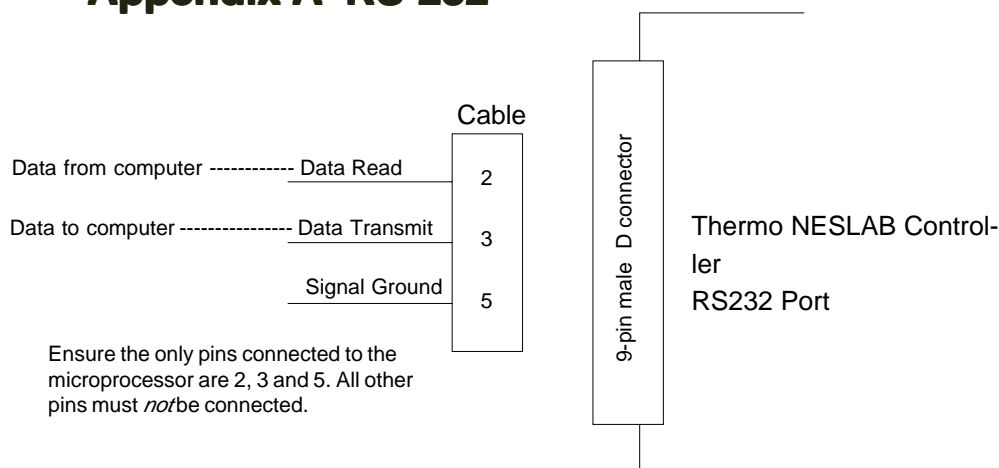 Appendix A RS 232
Cable
Data from computer ------------ Data Read
2
Data to computer ---------------- Data Transmit
3
Signal Ground
5
Ensure the only pins connected to the
microprocessor are 2, 3 and 5. All other
pins must not be connected.
9-pin male D connector
Thermo NESLAB Control-
ler
RS232 Port